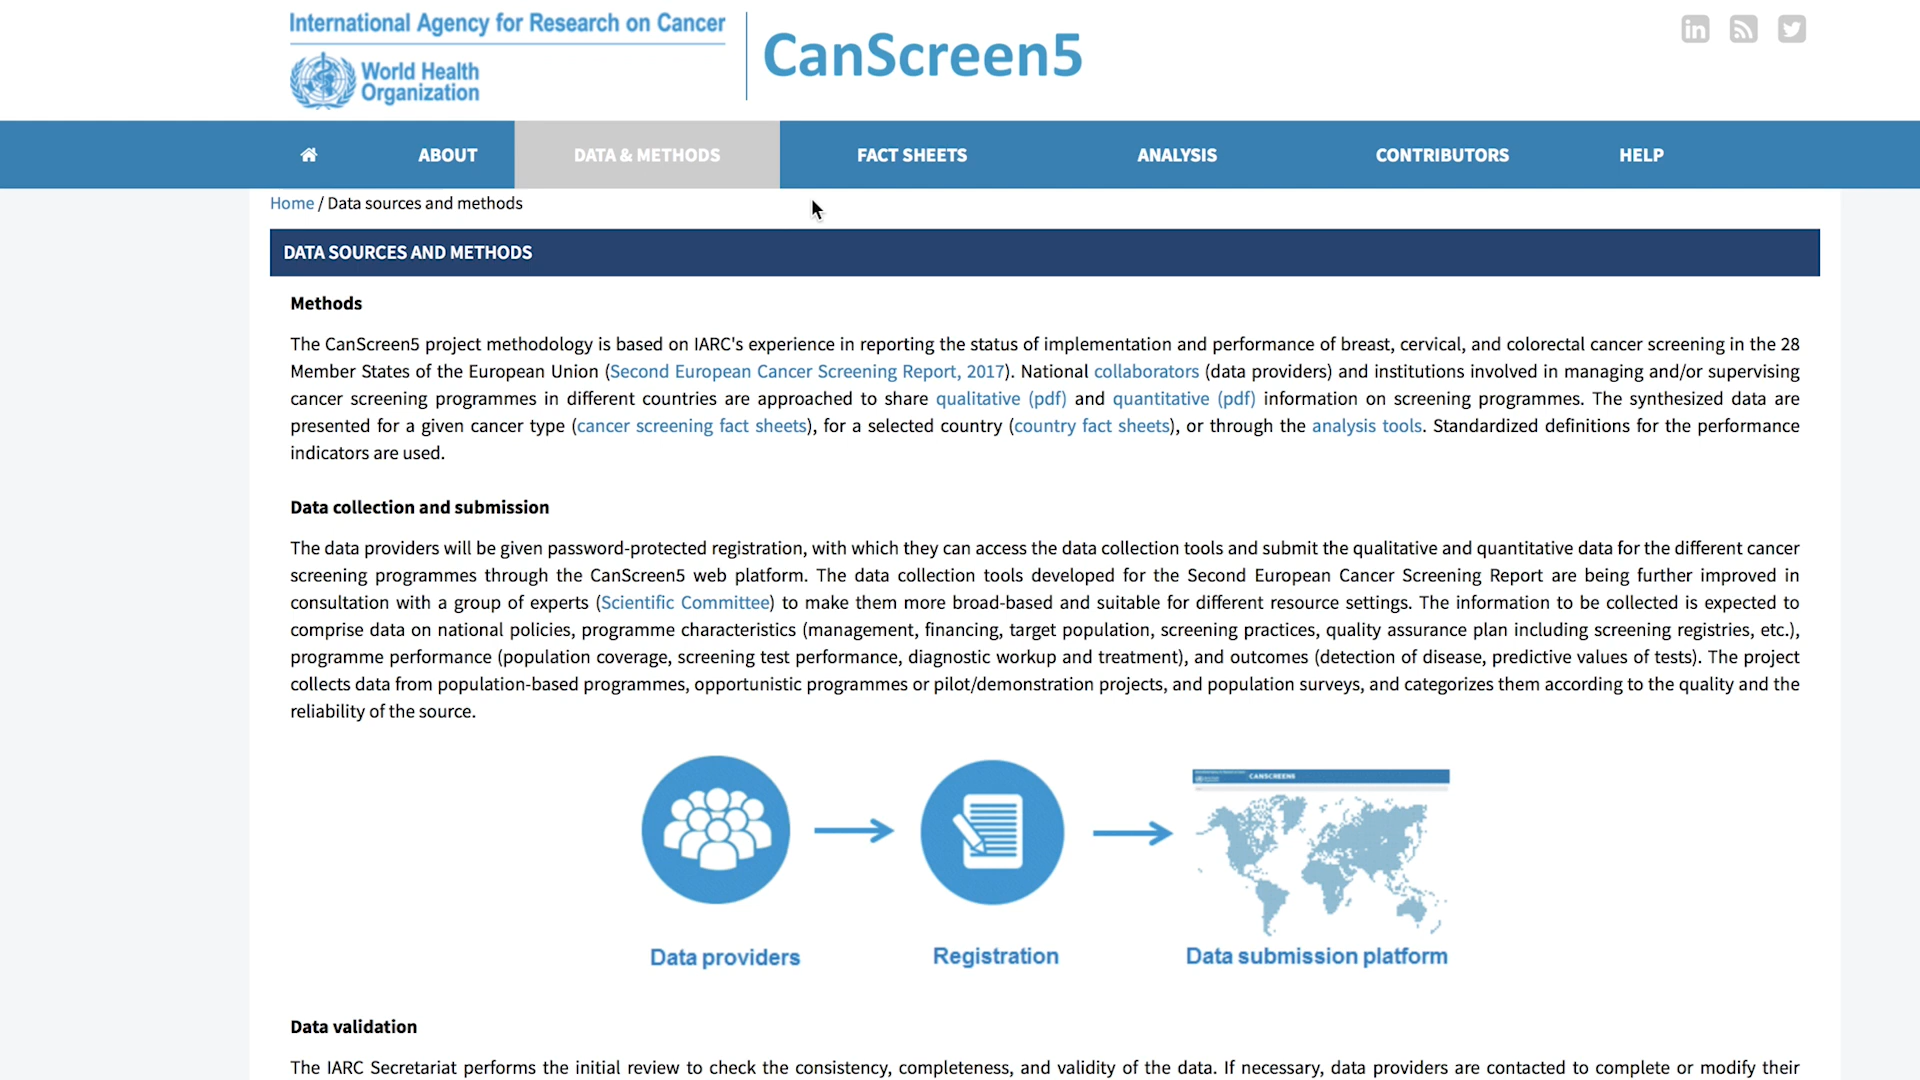 International Agency for Research on Cancer
World Health
Organization
CanScreen5
ABOUT
DATA & METHODS
FACT SHEETS
ANALYSIS
CONTRIBUTORS
HELP
Home / Data sources and methods
DATA SOURCES AND METHODS
Methods
The CanScreen5 project methodology is based on IARC's experience in reporting the status of implementation and performance of breast, cervical, and colorectal cancer screening in the 28
Member States of the European Union (Second European Cancer Screening Report, 2017). National collaborators (data providers) and institutions involved in managing and/or supervising
cancer screening programmes in different countries are approached to share qualitative (pdf) and quantitative (pdf) information on screening programmes. The synthesized data are
presented for a given cancer type (cancer screening fact sheets), for a selected country (country fact sheets), or through the analysis tools. Standardized definitions for the performance
indicators are used.
Data collection and submission
The data providers will be given password-protected registration, with which they can access the data collection tools and submit the qualitative and quantitative data for the different cancer
screening programmes through the CanScreen5 web platform. The data collection tools developed for the Second European Cancer Screening Report are being further improved in
consultation with a group of experts (Scientific Committee) to make them more broad-based and suitable for different resource settings. The information to be collected is expected to
comprise data on national policies, programme characteristics (management, financing, target population, screening practices, quality assurance plan including screening registries, etc.),
programme performance (population coverage, screening test performance, diagnostic workup and treatment), and outcomes (detection of disease, predictive values of tests). The project
collects data from population-based programmes, opportunistic programmes or pilot/demonstration projects, and population surveys, and categorizes them according to the quality and the
reliability of the source.
CANSCREEN5
Data providers
Registration
Data submission platform
Data validation
The IARC Secretariat performs the initial review to check the consistency, completeness, and validity of the data. If necessary, data providers are contacted to complete or modify their